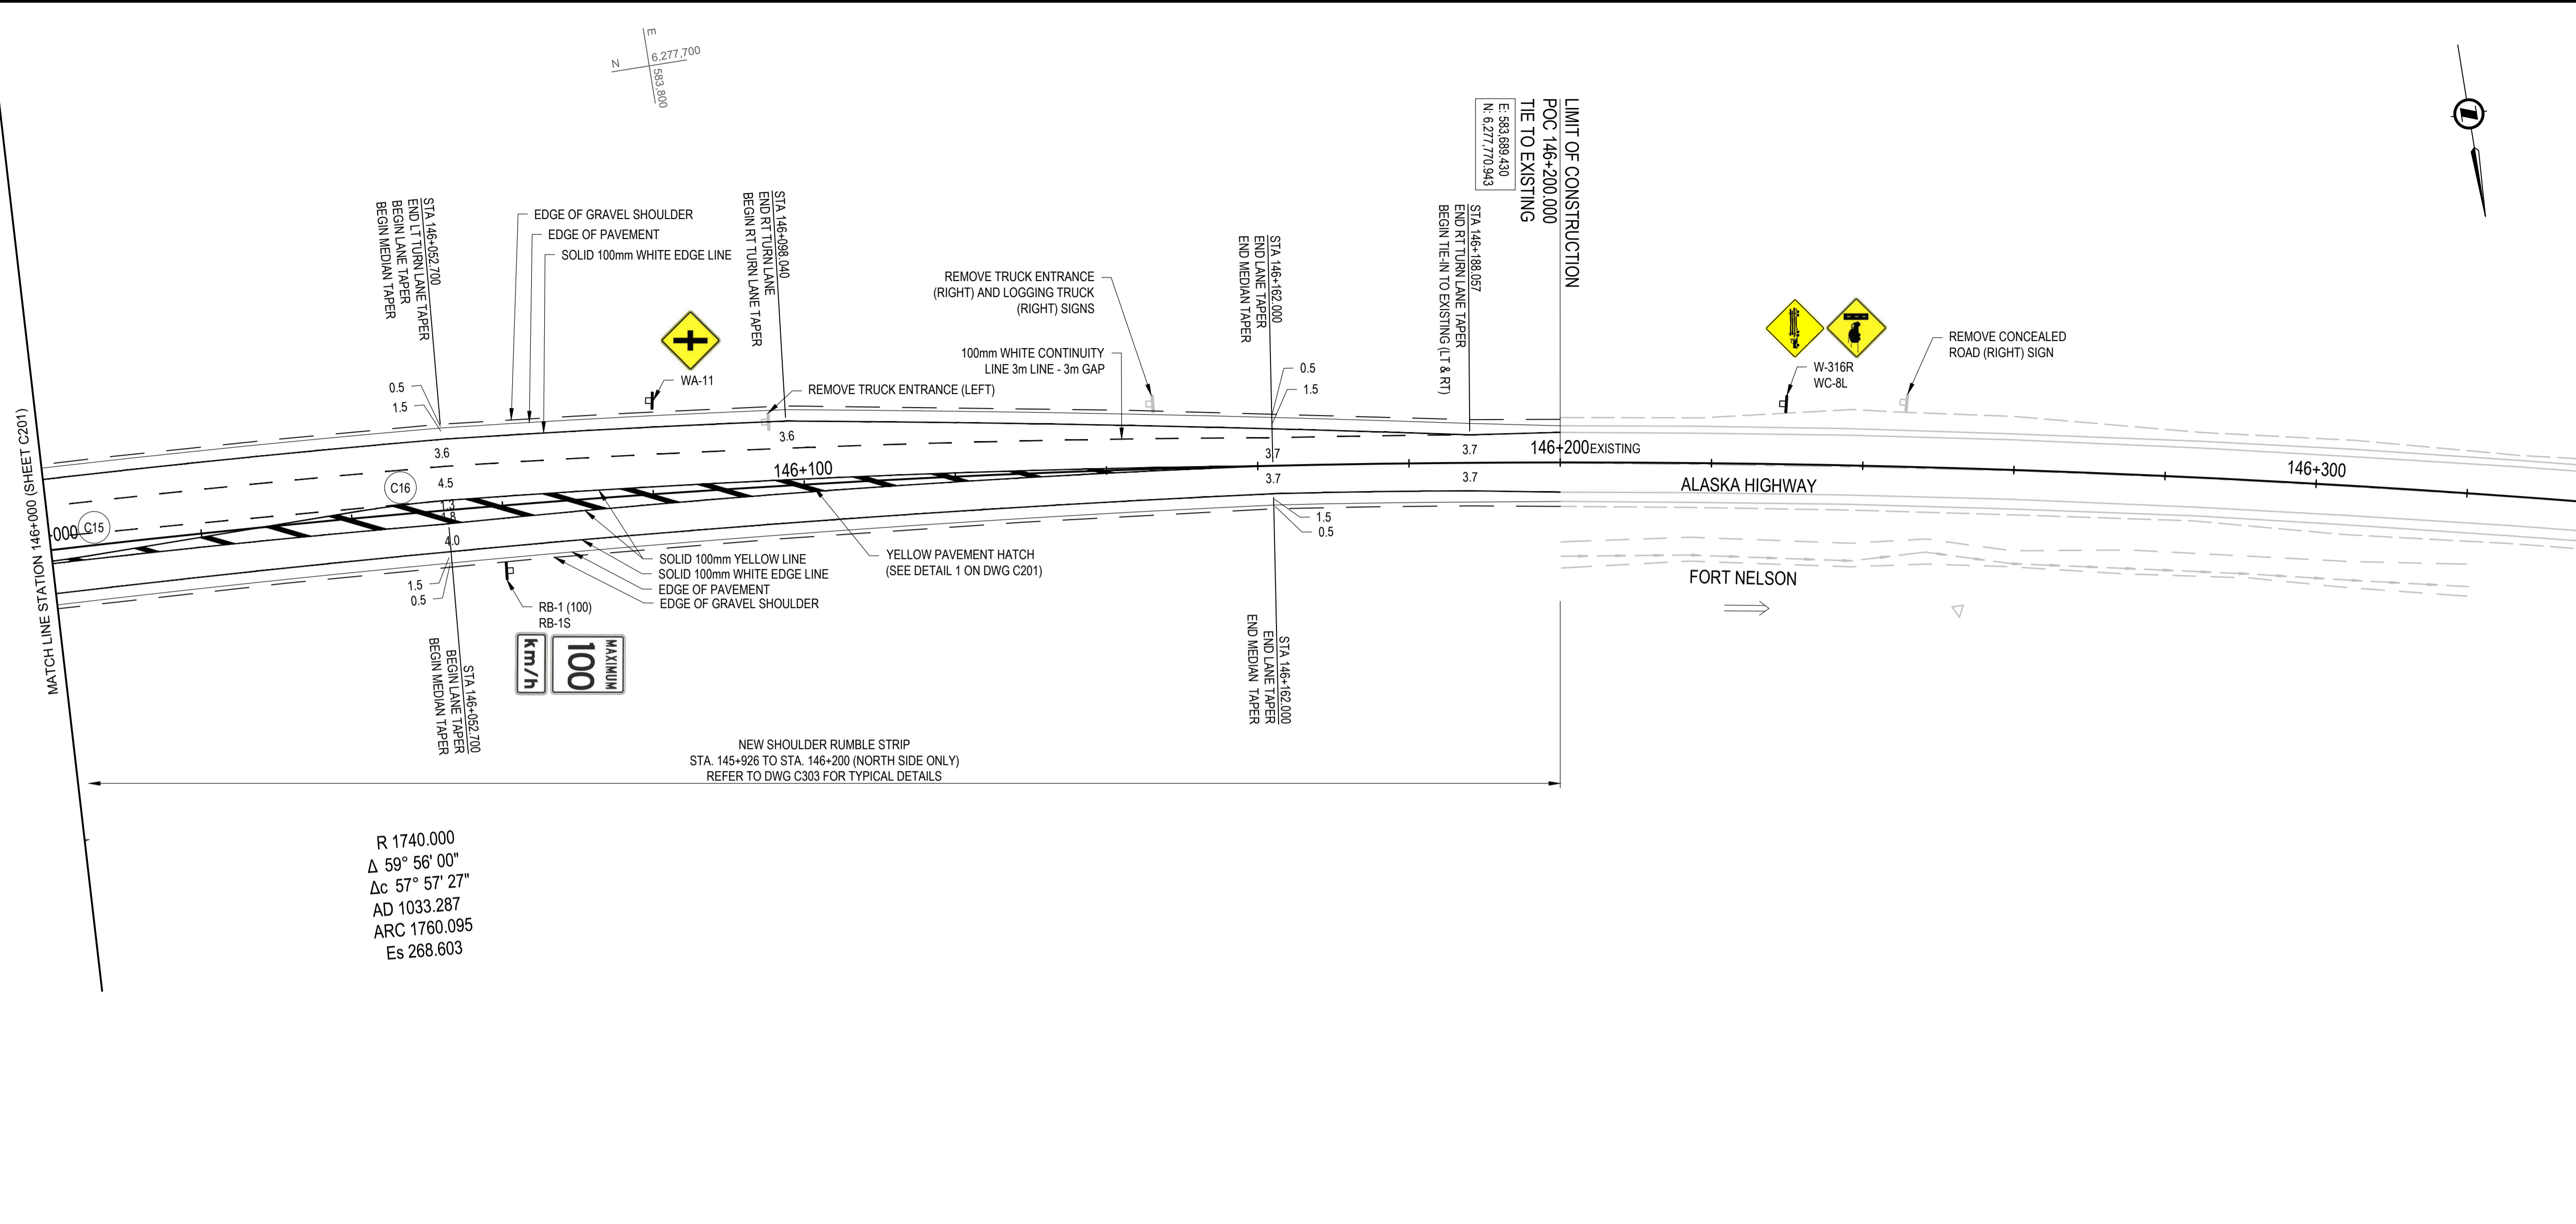 E
N
6,277,700
583,800
MATCH LINE STATION 146+000 (SHEET C201)
STA 146+052.700
END LT TURN LANE TAPER
BEGIN LANE TAPER
BEGIN MEDIAN TAPER
EDGE OF GRAVEL SHOULDER
EDGE OF PAVEMENT
SOLID 100mm WHITE EDGE LINE
WA-11
STA 146+098.040
END RT TURN LANE
BEGIN RT TURN LANE TAPER
REMOVE TRUCK ENTRANCE (LEFT)
REMOVE TRUCK ENTRANCE
(RIGHT) AND LOGGING TRUCK
(RIGHT) SIGNS
100mm WHITE CONTINUITY
LINE 3m LINE - 3m GAP
STA 146+162.000
END LANE TAPER
END MEDIAN TAPER
0.5
1.5
STA 146+188.057
END RT TURN LANE TAPER
BEGIN TIE-IN TO EXISTING (LT & RT)
LIMIT OF CONSTRUCTION
POC 146+200.000
TIE TO EXISTING
E: 583,689.430
N: 6,277,770.943
W-316R
WC-8L
REMOVE CONCEALED
ROAD (RIGHT) SIGN
0.5
1.5
3.6
3.6
3.7
3.7
146+200 EXISTING
146+100
146+300
C16
4.5
1.3
1.8
4.0
C15
-000
3.7
3.7
ALASKA HIGHWAY
1.5
0.5
1.5
0.5
SOLID 100mm YELLOW LINE
SOLID 100mm WHITE EDGE LINE
EDGE OF PAVEMENT
EDGE OF GRAVEL SHOULDER
YELLOW PAVEMENT HATCH
(SEE DETAIL 1 ON DWG C201)
FORT NELSON
RB-1 (100)
RB-1S
MAXIMUM
100
km/h
STA 146+052.700
BEGIN LANE TAPER
BEGIN MEDIAN TAPER
STA 146+162.000
END LANE TAPER
END MEDIAN TAPER
NEW SHOULDER RUMBLE STRIP
STA. 145+926 TO STA. 146+200 (NORTH SIDE ONLY)
REFER TO DWG C303 FOR TYPICAL DETAILS
R 1740.000
Δ 59° 56' 00"
Δc 57° 57' 27"
AD 1033.287
ARC 1760.095
Es 268.603